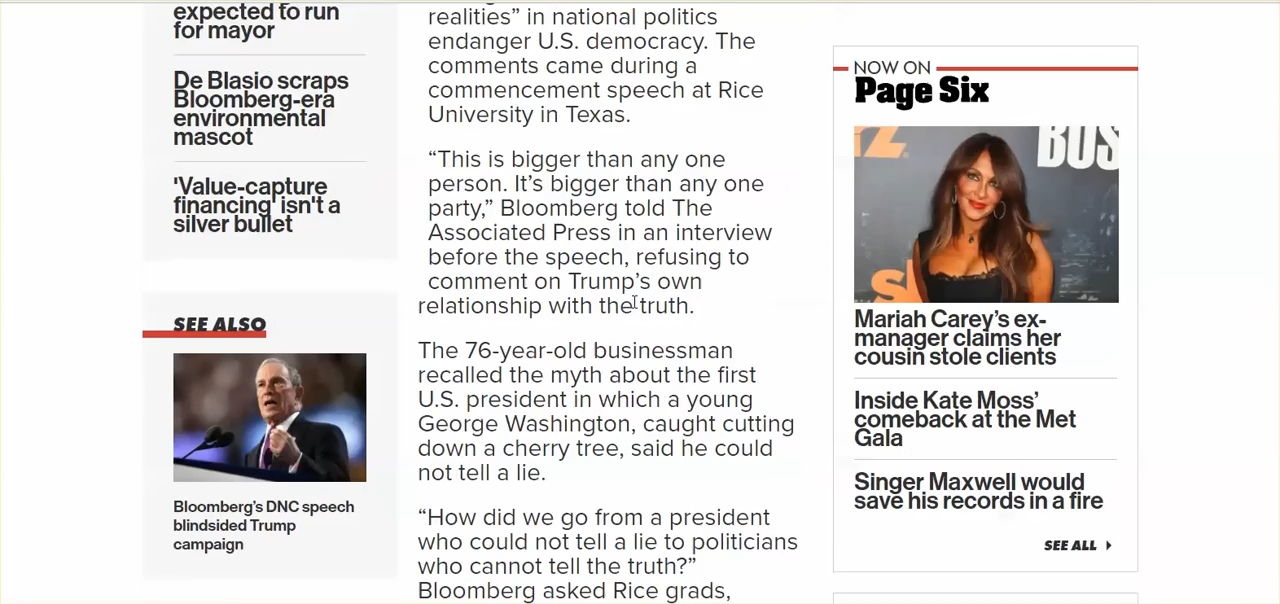 expected to run
for mayor
De Blasio scraps
Bloomberg-era
environmental
mascot
'Value-capture
financing' isn't a
silver bullet
SEE ALSO
Bloomberg's DNC speech
blindsided Trump
campaign
realities” in national politics
endanger U.S. democracy. The
comments came during a
commencement speech at Rice
University in Texas.
“This is bigger than any one
person. It’s bigger than any one
party,” Bloomberg told The
Associated Press in an interview
before the speech, refusing to
comment on Trump’s own
relationship with the truth.
The 76-year-old businessman
recalled the myth about the first
U.S. president in which a young
George Washington, caught cutting
down a cherry tree, said he could
not tell a lie.
“How did we go from a president
who could not tell a lie to politicians
who cannot tell the truth?”
Bloomberg asked Rice grads,
NOW ON
Page Six
BUS
Mariah Carey’s ex-
manager claims her
cousin stole clients
Inside Kate Moss’
comeback at the Met
Gala
Singer Maxwell would
save his records in a fire
SEE ALL